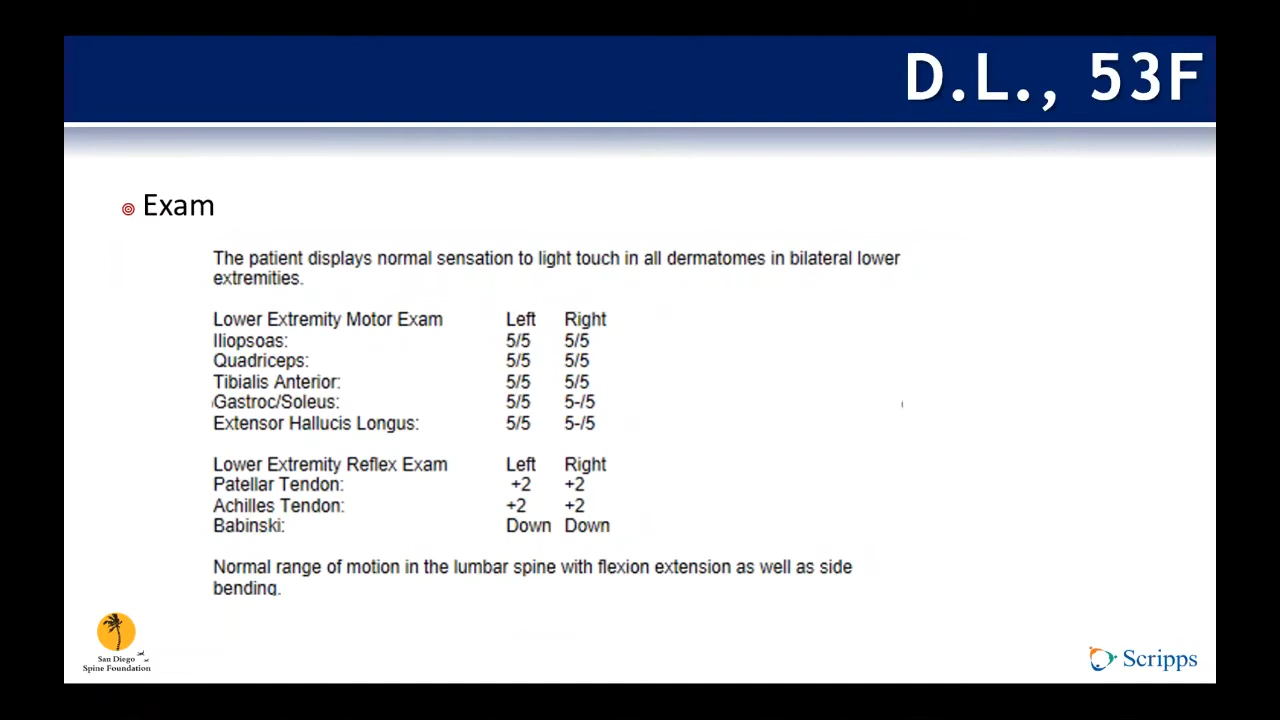 D.L., 53F
Exam
The patient displays normal sensation to light touch in all dermatomes in bilateral lower
extremities.
Lower Extremity Motor Exam Left Right
Iliopsoas: 5/5 5/5
Quadriceps: 5/5 5/5
Tibialis Anterior: 5/5 5/5
Gastroc/Soleus: 5/5 5-/5
Extensor Hallucis Longus: 5/5 5-/5
Lower Extremity Reflex Exam Left Right
Patellar Tendon: +2 +2
Achilles Tendon: +2 +2
Babinski: Down Down
Normal range of motion in the lumbar spine with flexion extension as well as side
bending.
San Diego
Spine Foundation
Scripps